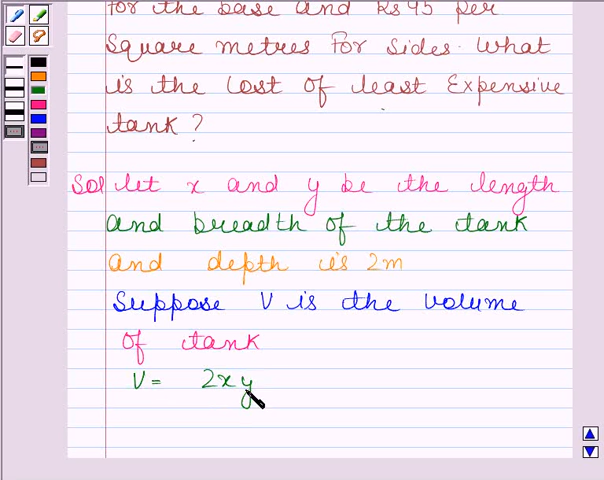 for the base and Rs 45 per
Square metres for sides. What
is the Cost of least Expensive
tank?
Sol let x and y be the length
and breadth of the tank
and depth is 2m
Suppose V is the volume
of tank
V = 2xy